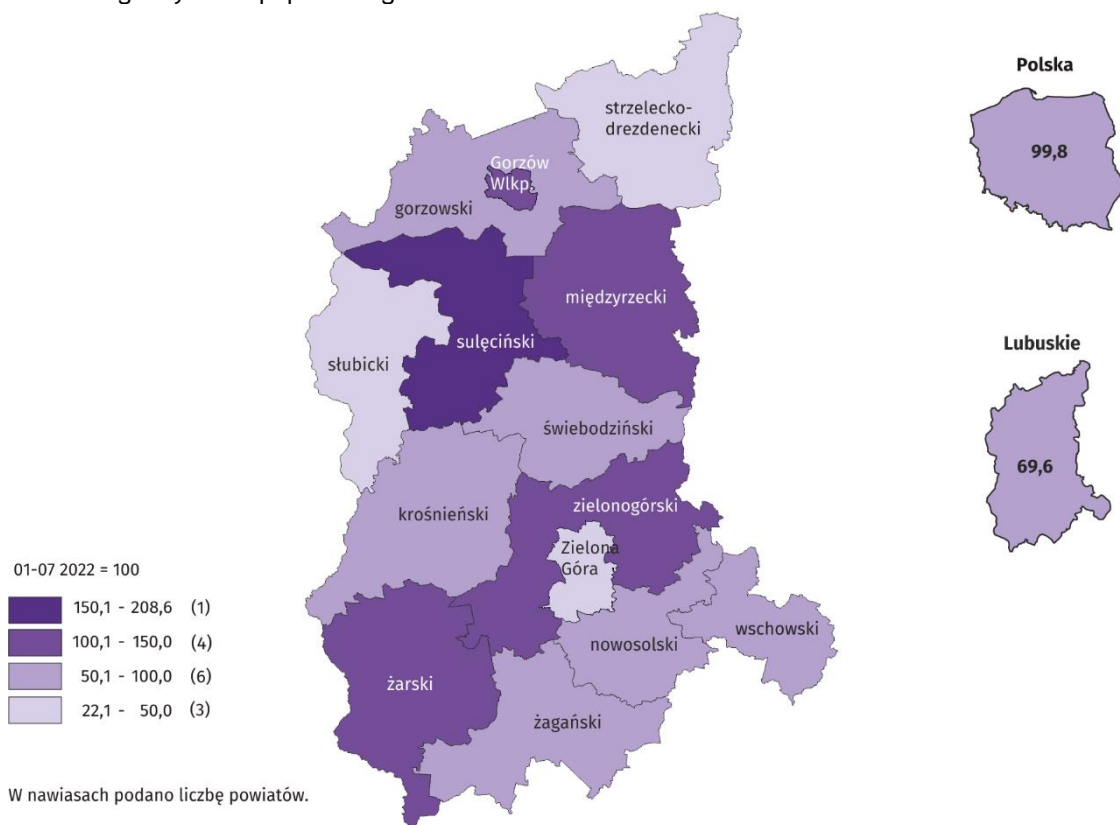 Polska
99,8
Lubuskie
69,6
strzelecko-
drezdenecki
Gorzów
Wlkp.
gorzowski
międzyrzecki
sulęciński
słubicki
świebodziński
krośnieński
zielonogórski
Zielona
Góra
wschowski
nowosolski
żarski
żagański
01-07 2022 = 100
150,1 - 208,6 (1)
100,1 - 150,0 (4)
50,1 - 100,0 (6)
22,1 - 50,0 (3)
W nawiasach podano liczbę powiatów.